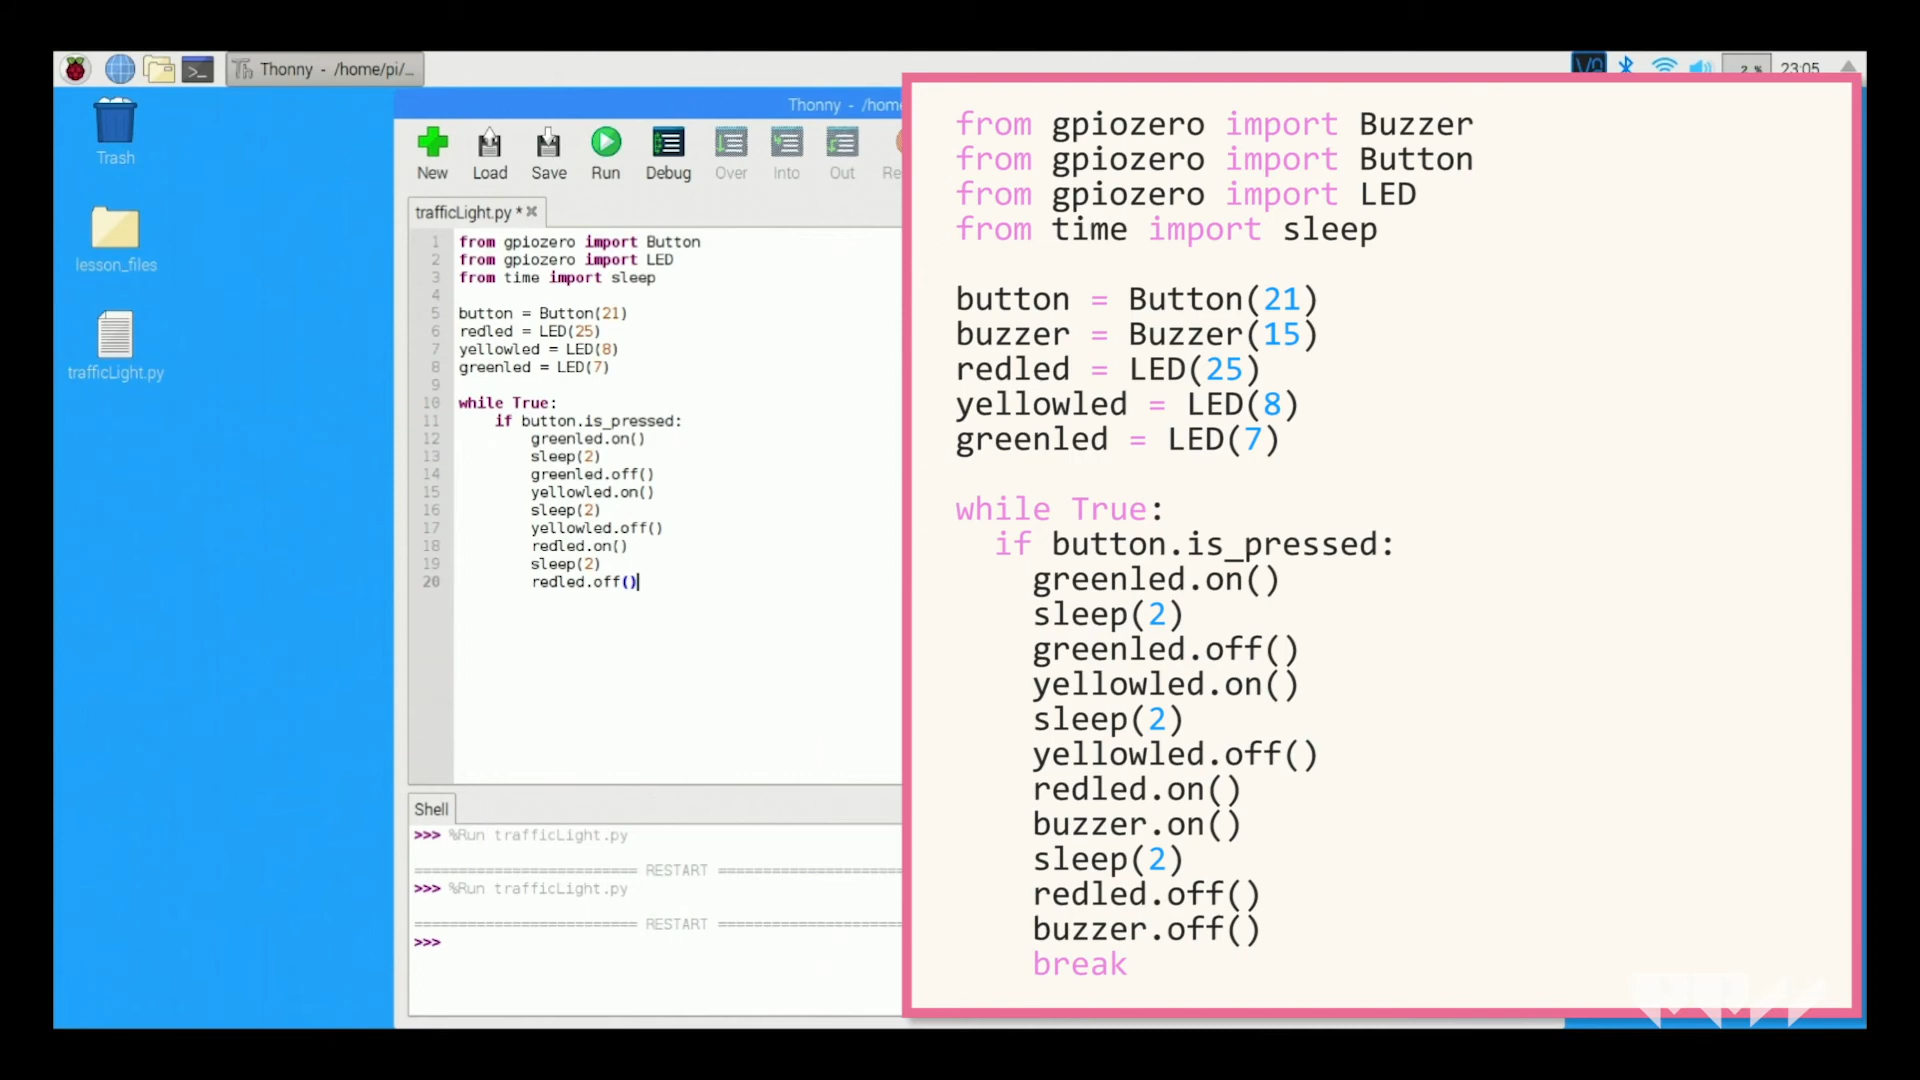 Thonny - /home/pi/...
2 %
23:05
Trash
lesson_files
trafficLight.py
Thonny - /home
New
Load
Save
Run
Debug
Over
Into
Out
Re
trafficLight.py *
1 from gpiozero import Button
2 from gpiozero import LED
3 from time import sleep
4
5 button = Button(21)
6 redled = LED(25)
7 yellowled = LED(8)
8 greenled = LED(7)
9
10 while True:
11     if button.is_pressed:
12         greenled.on()
13         sleep(2)
14         greenled.off()
15         yellowled.on()
16         sleep(2)
17         yellowled.off()
18         redled.on()
19         sleep(2)
20         redled.off()
Shell
>>> %Run trafficLight.py
========================= RESTART =====================
>>> %Run trafficLight.py
========================= RESTART =====================
>>>
from gpiozero import Buzzer
from gpiozero import Button
from gpiozero import LED
from time import sleep
button = Button(21)
buzzer = Buzzer(15)
redled = LED(25)
yellowled = LED(8)
greenled = LED(7)
while True:
  if button.is_pressed:
    greenled.on()
    sleep(2)
    greenled.off()
    yellowled.on()
    sleep(2)
    yellowled.off()
    redled.on()
    buzzer.on()
    sleep(2)
    redled.off()
    buzzer.off()
    break